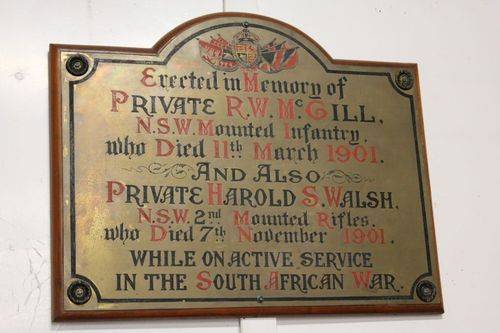 Erected in Memory of
Private R.W. McGill,
N.S.W. Mounted Infantry,
who Died 11th March 1901.
And Also
Private Harold S. Walsh,
N.S.W. 2nd Mounted Rifles.
who Died 7th November 1901.
WHILE ON ACTIVE SERVICE
IN THE SOUTH AFRICAN WAR.